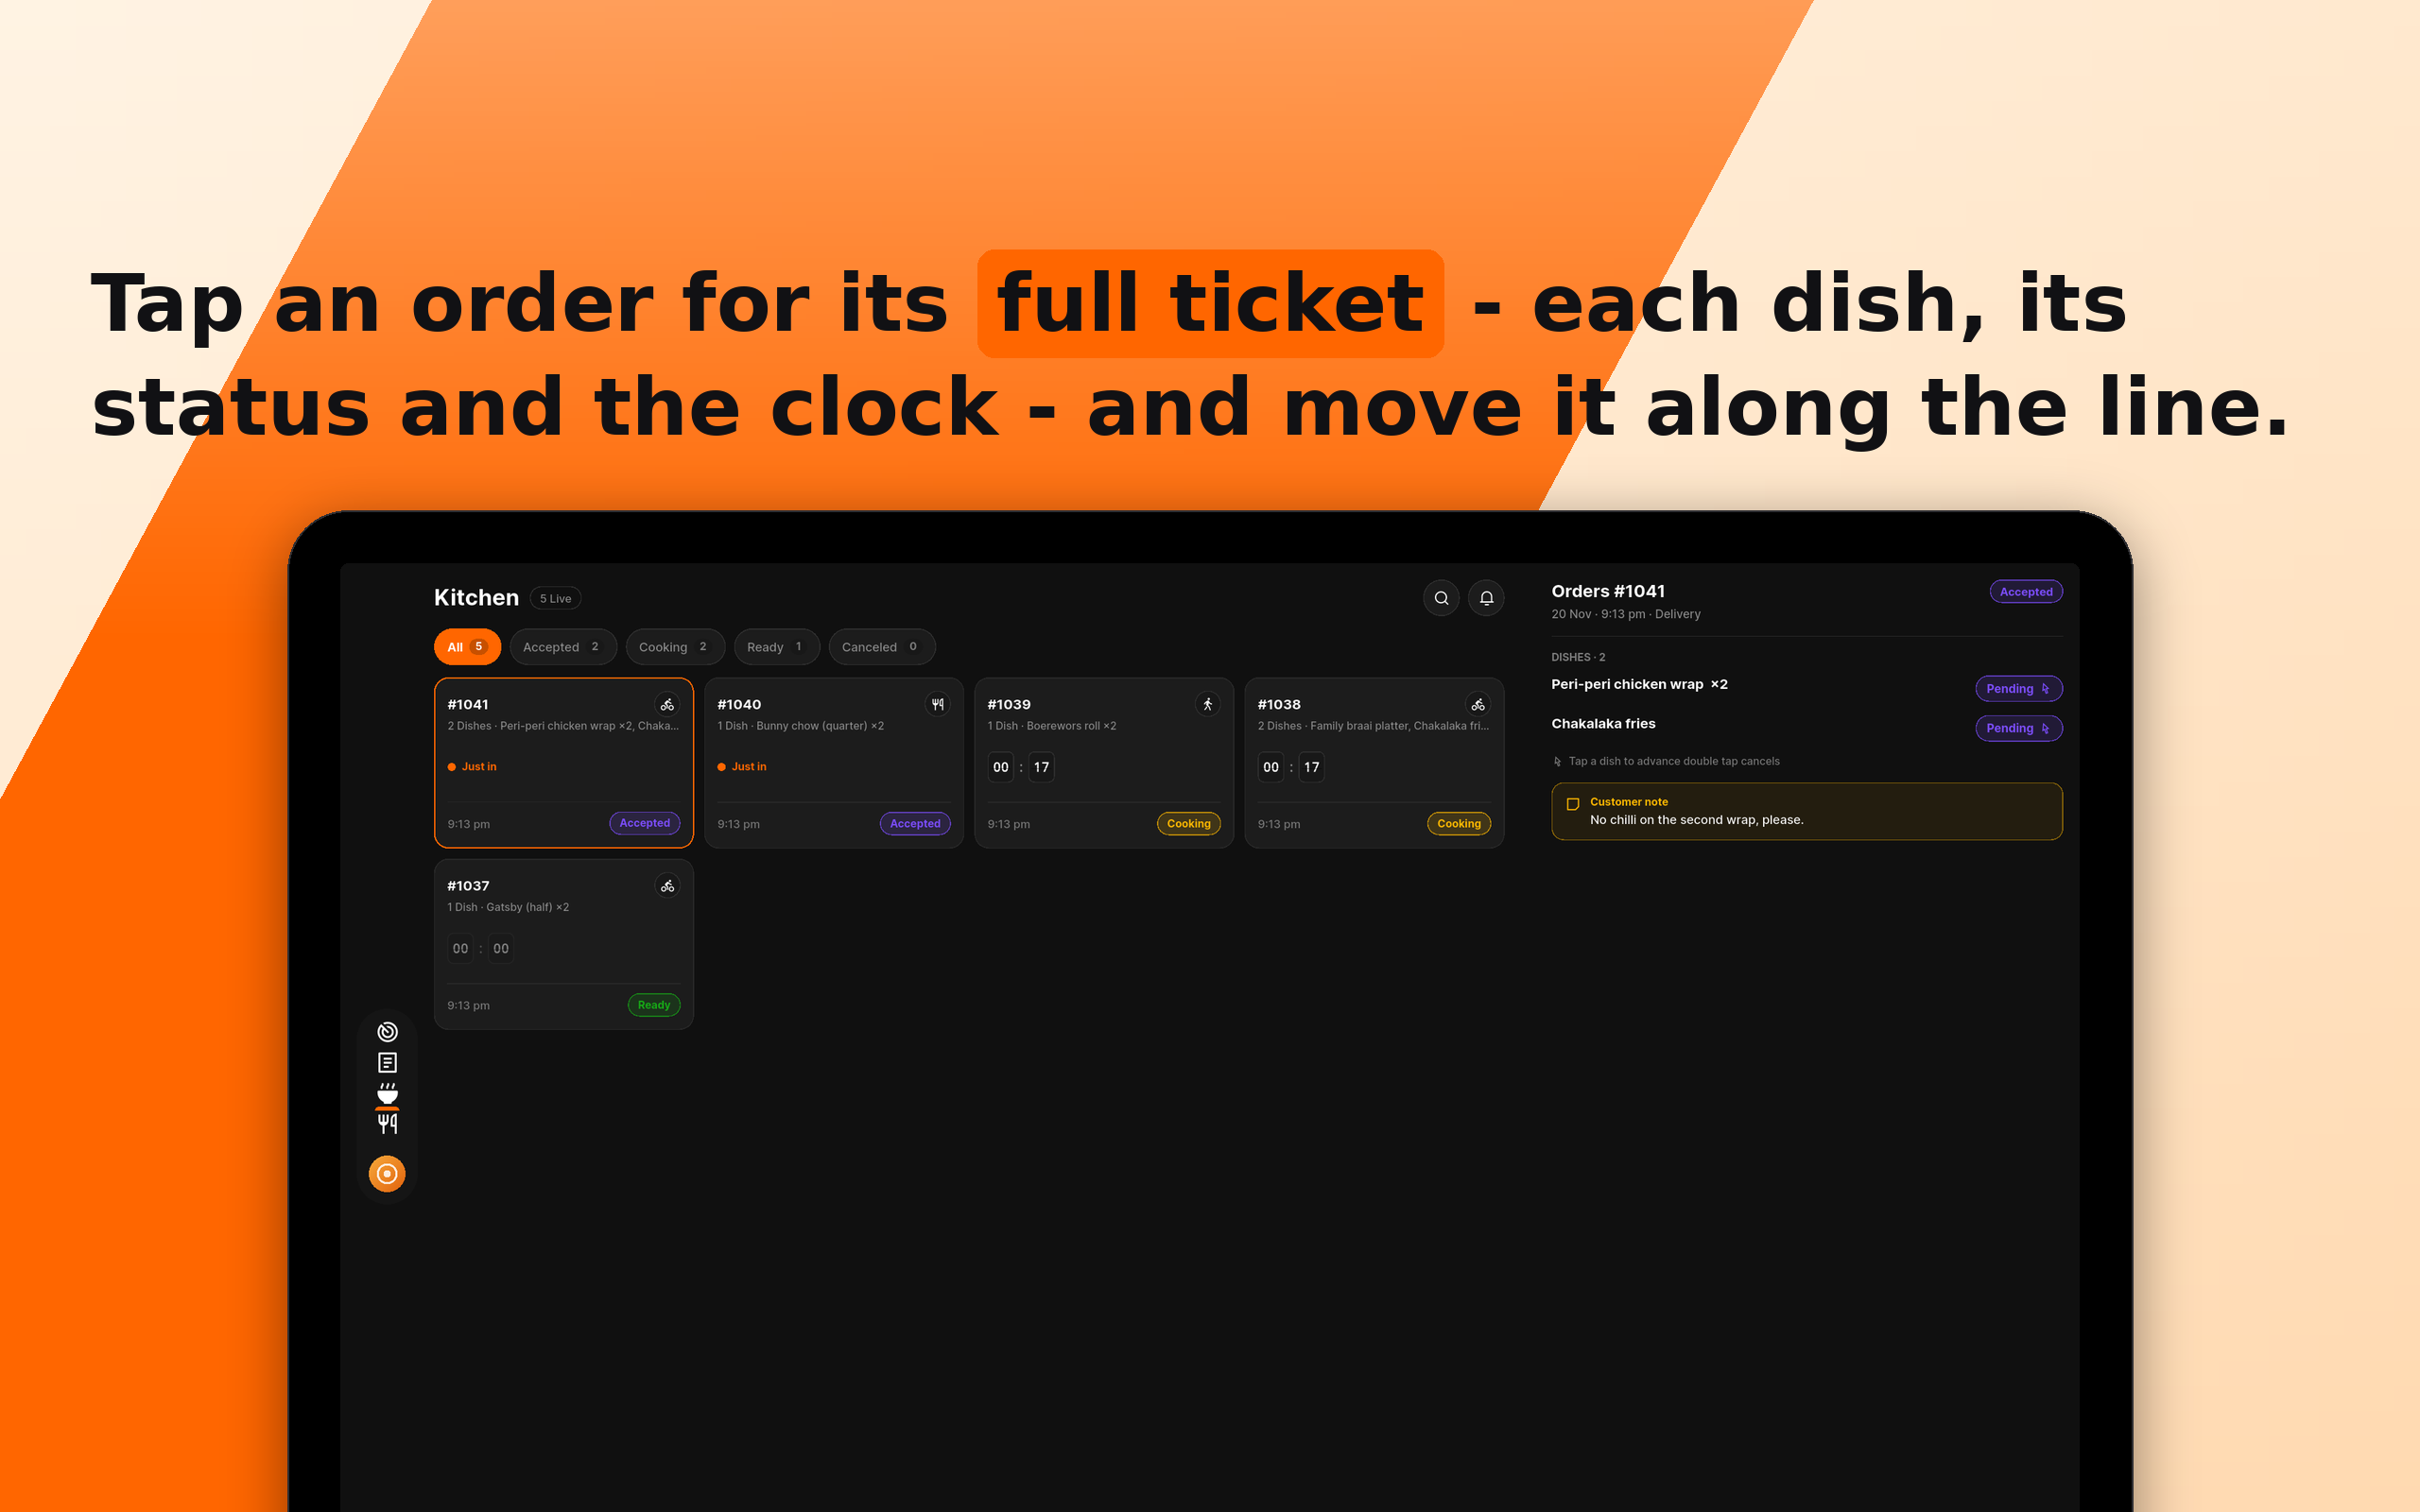 Tap an order for its full ticket - each dish, its
status and the clock - and move it along the line.
Kitchen 5 Live
All 5 Accepted 2 Cooking 2 Ready 1 Canceled 0
#1041
2 Dishes · Peri-peri chicken wrap ×2, Chaka...
Just in
9:13 pm Accepted
#1040
1 Dish · Bunny chow (quarter) ×2
Just in
9:13 pm Accepted
#1039
1 Dish · Boerewors roll ×2
00 : 17
9:13 pm Cooking
#1038
2 Dishes · Family braai platter, Chakalaka fri...
00 : 17
9:13 pm Cooking
#1037
1 Dish · Gatsby (half) ×2
00 : 00
9:13 pm Ready
Orders #1041 Accepted
20 Nov · 9:13 pm · Delivery
DISHES · 2
Peri-peri chicken wrap ×2 Pending
Chakalaka fries Pending
Tap a dish to advance double tap cancels
Customer note
No chilli on the second wrap, please.